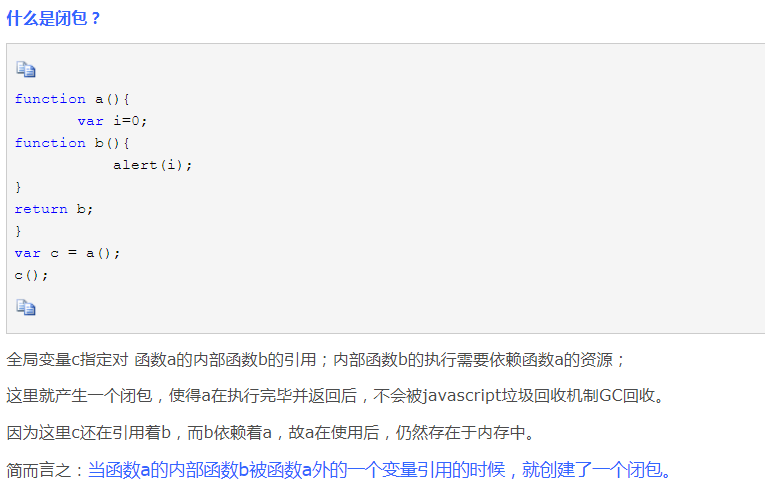 什么是闭包？
function a(){
var i=0;
function b(){
alert(i);
}
return b;
}
var c = a();
c();
全局变量c指定对 函数a的内部函数b的引用；内部函数b的执行需要依赖函数a的资源；
这里就产生一个闭包，使得a在执行完毕并返回后，不会被javascript垃圾回收机制GC回收。
因为这里c还在引用着b，而b依赖着a，故a在使用后，仍然存在于内存中。
简而言之：当函数a的内部函数b被函数a外的一个变量引用的时候，就创建了一个闭包。